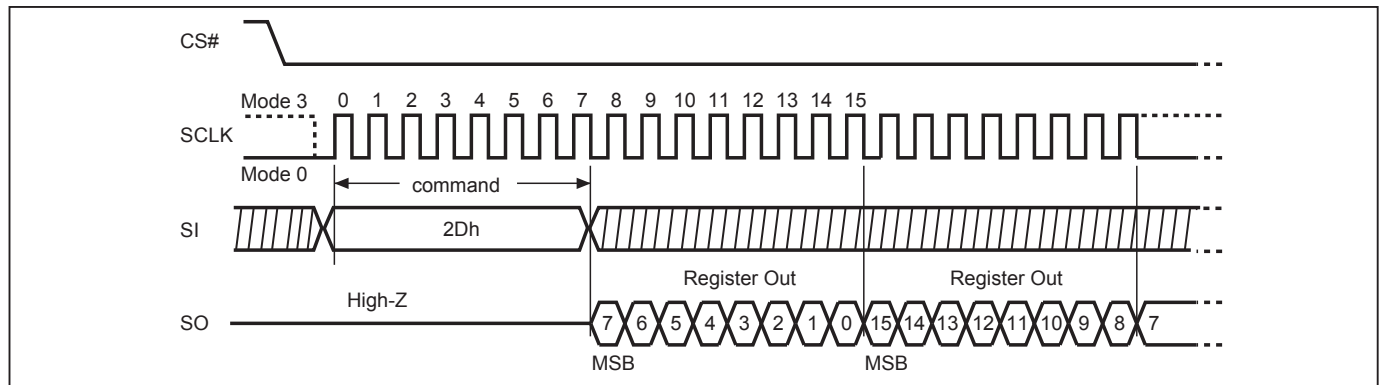 CS#
Mode 3 0 1 2 3 4 5 6 7 8 9 10 11 12 13 14 15
SCLK
Mode 0
command
SI 2Dh
Register Out Register Out
High-Z
SO 7 6 5 4 3 2 1 0 15 14 13 12 11 10 9 8 7
MSB MSB